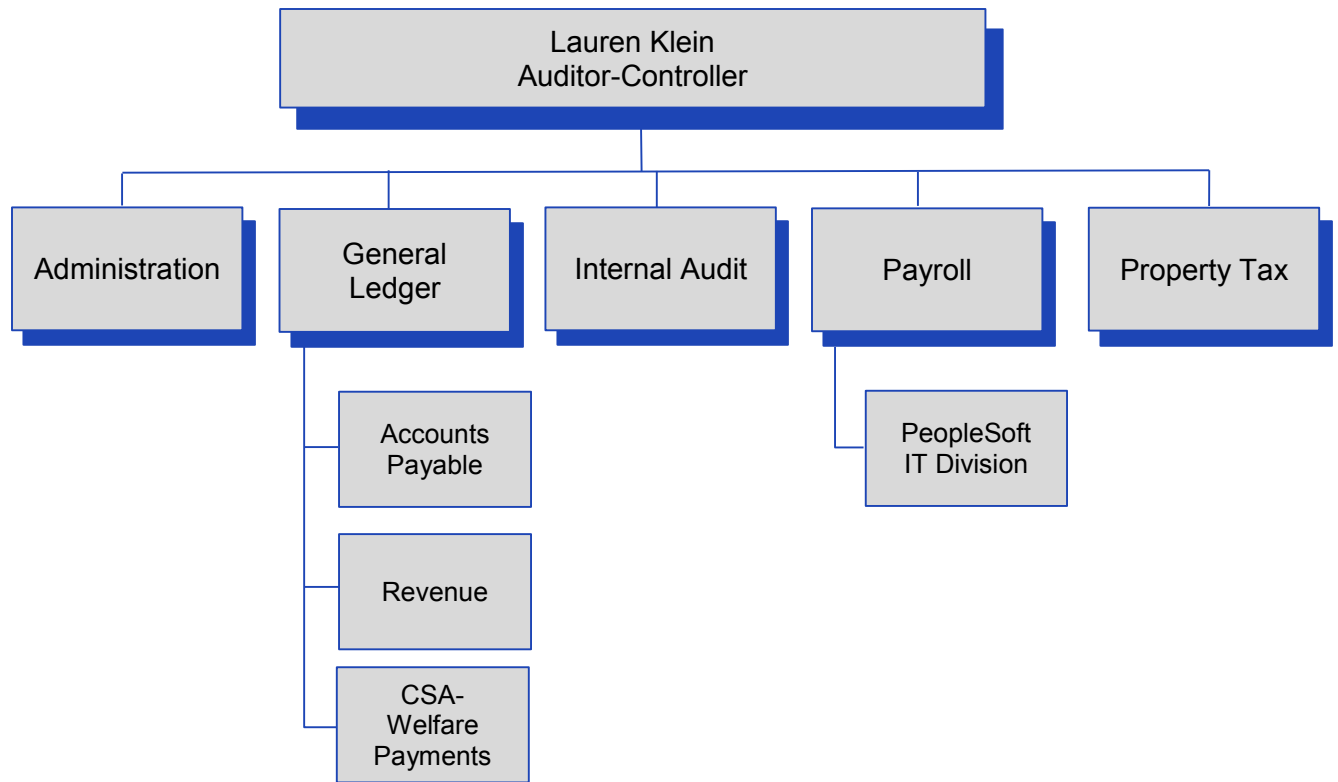 Lauren Klein
Auditor-Controller
Administration
General
Ledger
Internal Audit
Payroll
Property Tax
Accounts
Payable
PeopleSoft
IT Division
Revenue
CSA-
Welfare
Payments